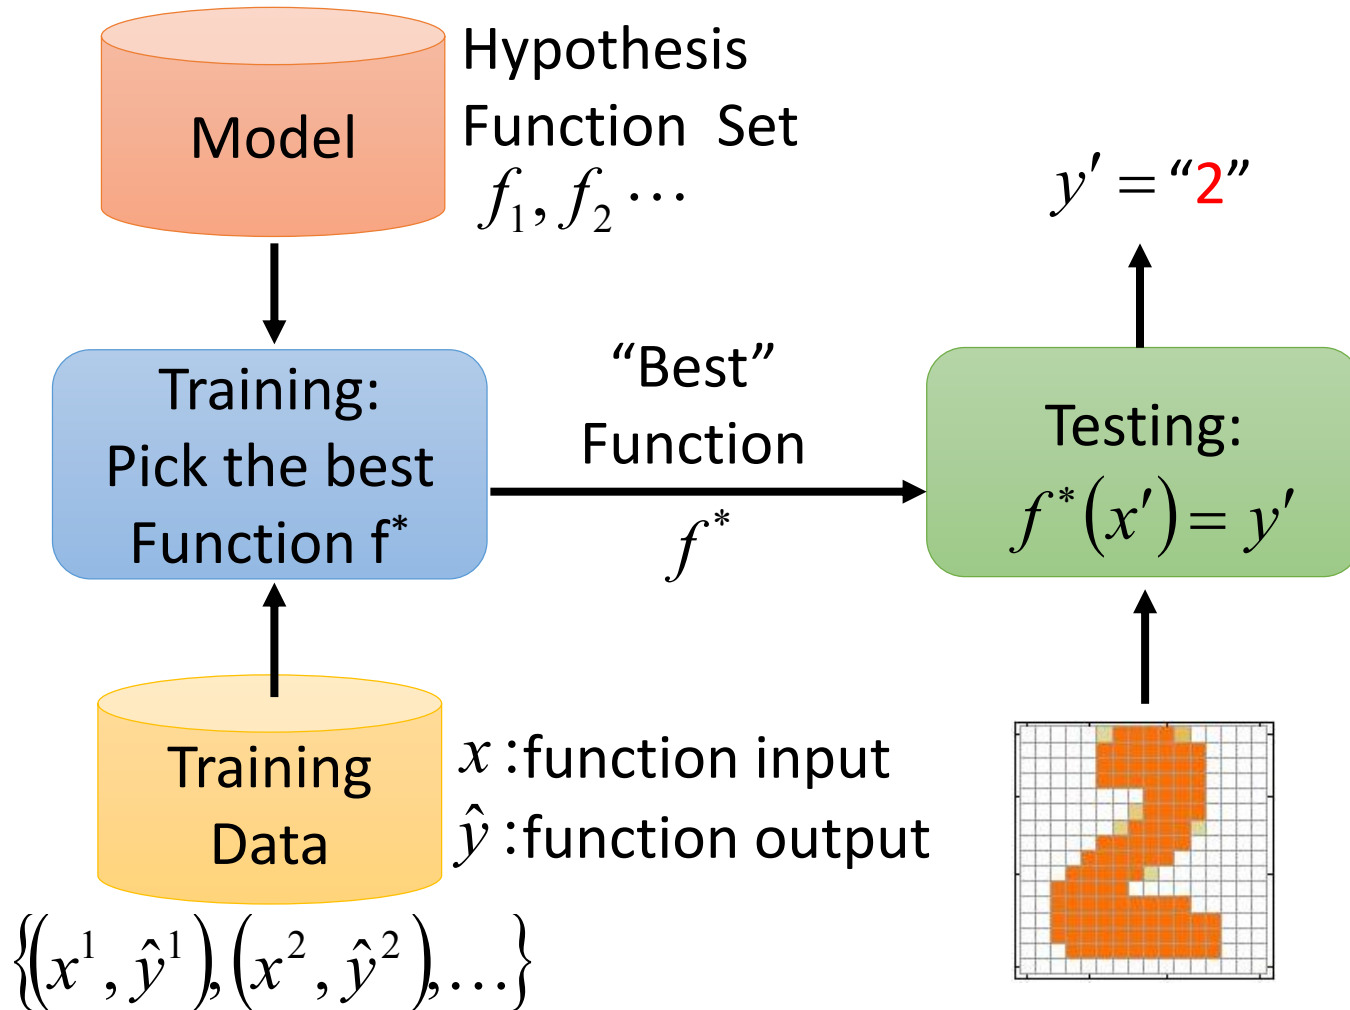 Model
Hypothesis
Function Set
f₁, f₂ ⋯
y′ = “2”
Training:
Pick the best
Function f*
“Best”
Function
f*
Testing:
f*(x′) = y′
Training
Data
x :function input
ŷ :function output
{(x¹, ŷ¹), (x², ŷ²), …}